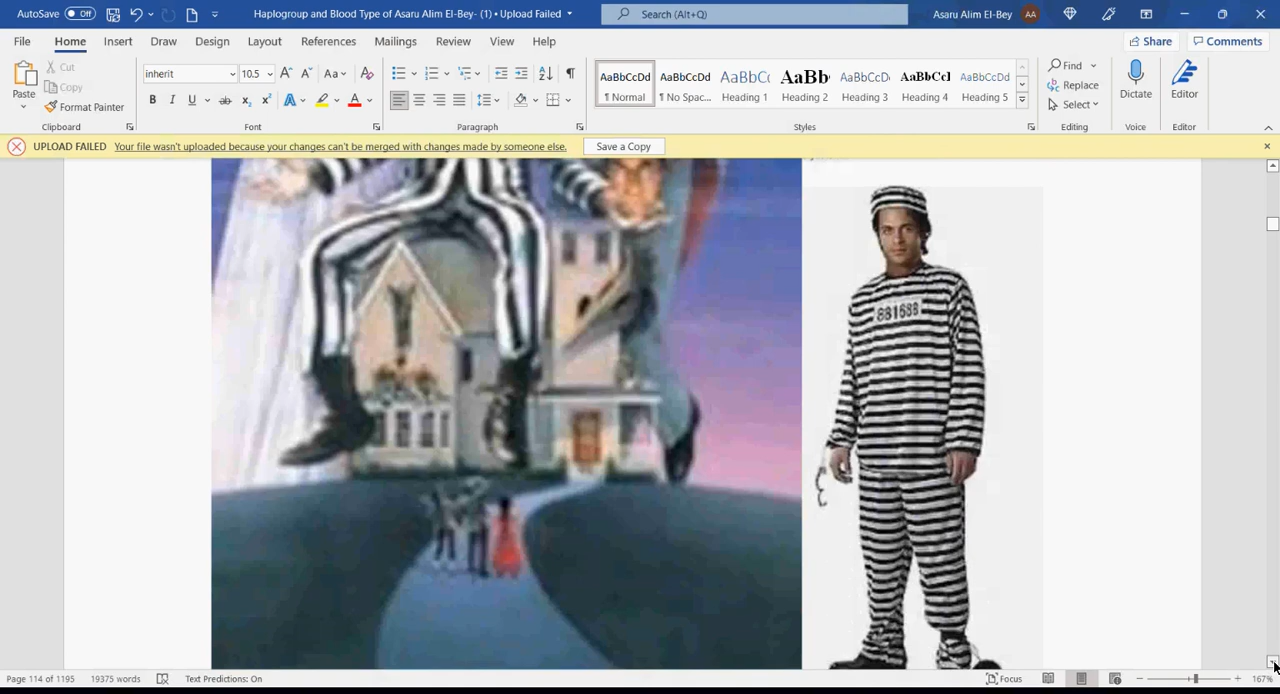 AutoSave Off Haplogroup and Blood Type of Asaru Alim El-Bey- (1) • Upload Failed Search (Alt+Q) Asaru Alim El-Bey AA
File Home Insert Draw Design Layout References Mailings Review View Help Share Comments
Paste Cut Copy Format Painter
inherit 10.5
AaBbCcDd AaBbCcDd AaBbCc AaBb AaBbCcD AaBbCcI AaBbCcDd
¶ Normal ¶ No Spac... Heading 1 Heading 2 Heading 3 Heading 4 Heading 5
Find Replace Select Dictate Editor
Clipboard Font Paragraph Styles Editing Voice Editor
UPLOAD FAILED Your file wasn't uploaded because your changes can't be merged with changes made by someone else. Save a Copy
881688
Page 114 of 1195 19375 words Text Predictions: On Focus 167%